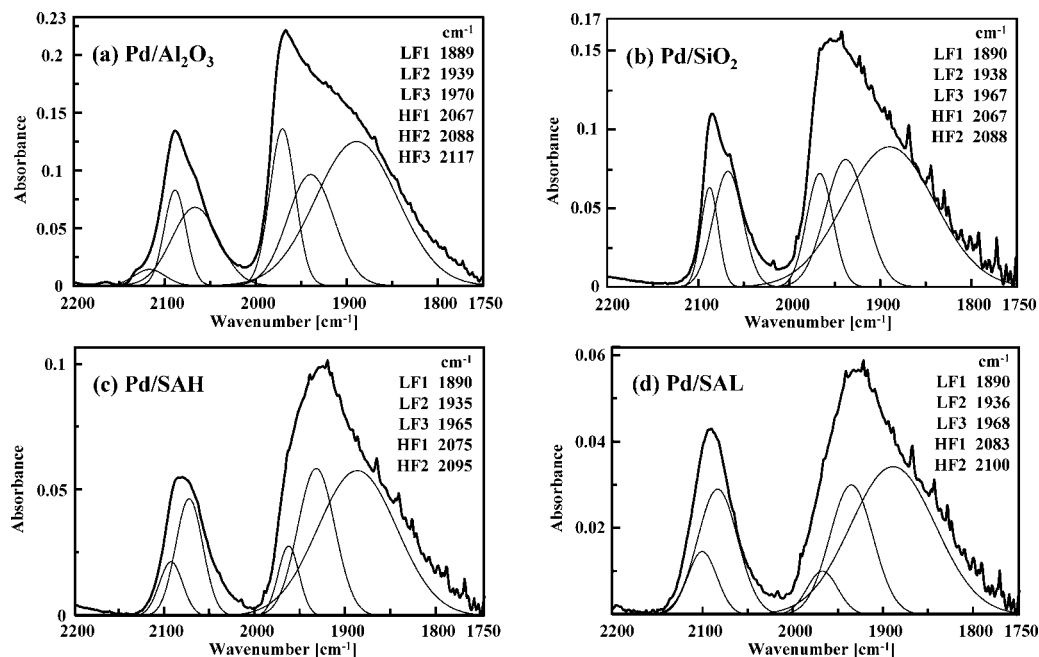 0.23
cm-1
(a) Pd/Al2O3
LF1 1889
LF2 1939
LF3 1970
HF1 2067
HF2 2088
HF3 2117
0.2
0.15
0.1
0.05
0
Absorbance
2200 2100 2000 1900 1800 1750
Wavenumber [cm-1]
0.17
cm-1
(b) Pd/SiO2
LF1 1890
LF2 1938
LF3 1967
HF1 2067
HF2 2088
0.15
0.1
0.05
0
Absorbance
2200 2100 2000 1900 1800 1750
Wavenumber [cm-1]
0.1
cm-1
(c) Pd/SAH
LF1 1890
LF2 1935
LF3 1965
HF1 2075
HF2 2095
0.05
0
Absorbance
2200 2100 2000 1900 1800 1750
Wavenumber [cm-1]
0.06
cm-1
(d) Pd/SAL
LF1 1890
LF2 1936
LF3 1968
HF1 2083
HF2 2100
0.04
0.02
Absorbance
2200 2100 2000 1900 1800 1750
Wavenumber [cm-1]